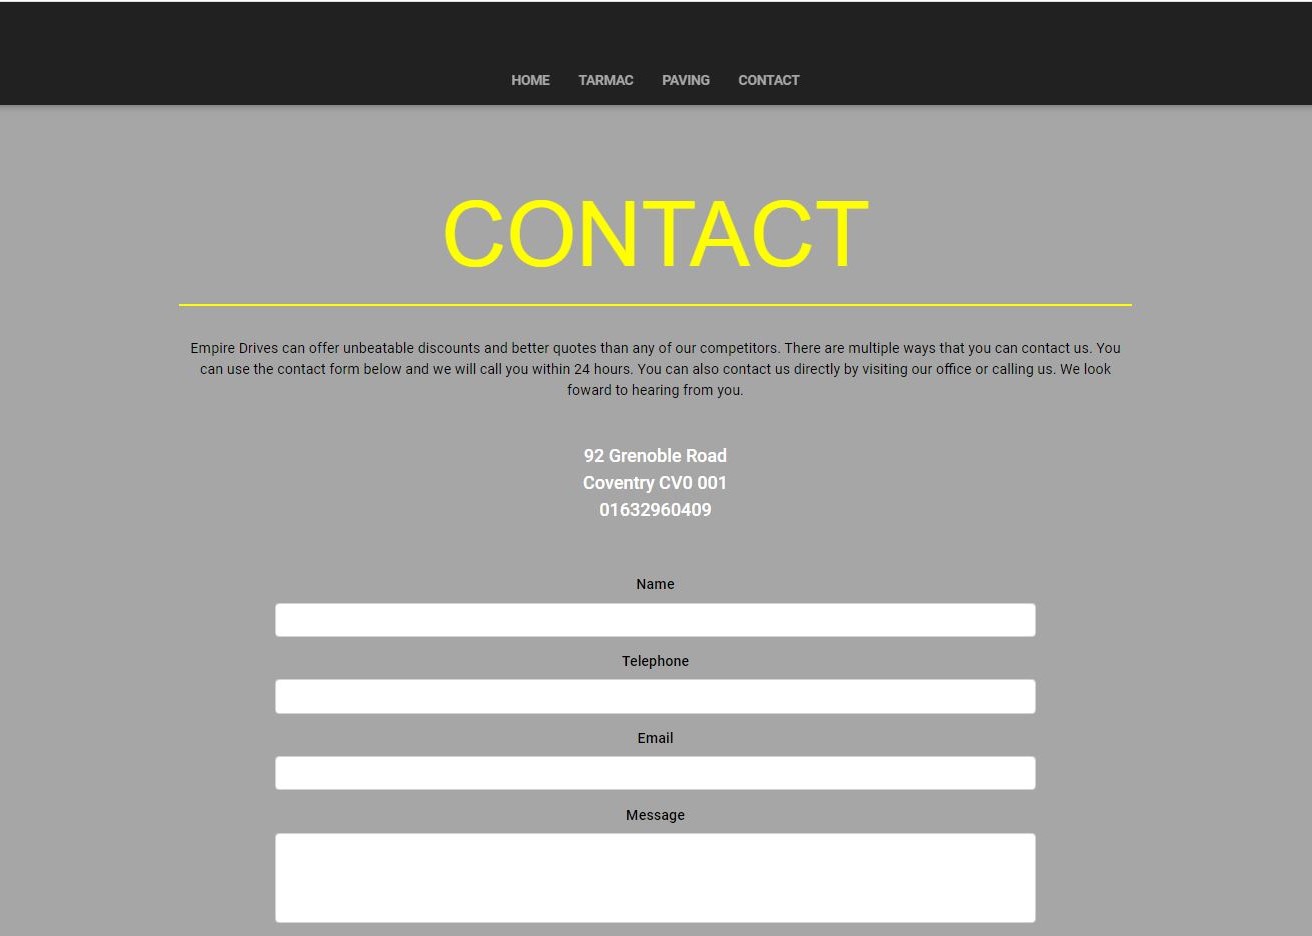 HOME TARMAC PAVING CONTACT
CONTACT
Empire Drives can offer unbeatable discounts and better quotes than any of our competitors. There are multiple ways that you can contact us. You
can use the contact form below and we will call you within 24 hours. You can also contact us directly by visiting our office or calling us. We look
foward to hearing from you.
92 Grenoble Road
Coventry CV0 001
01632960409
Name
Telephone
Email
Message